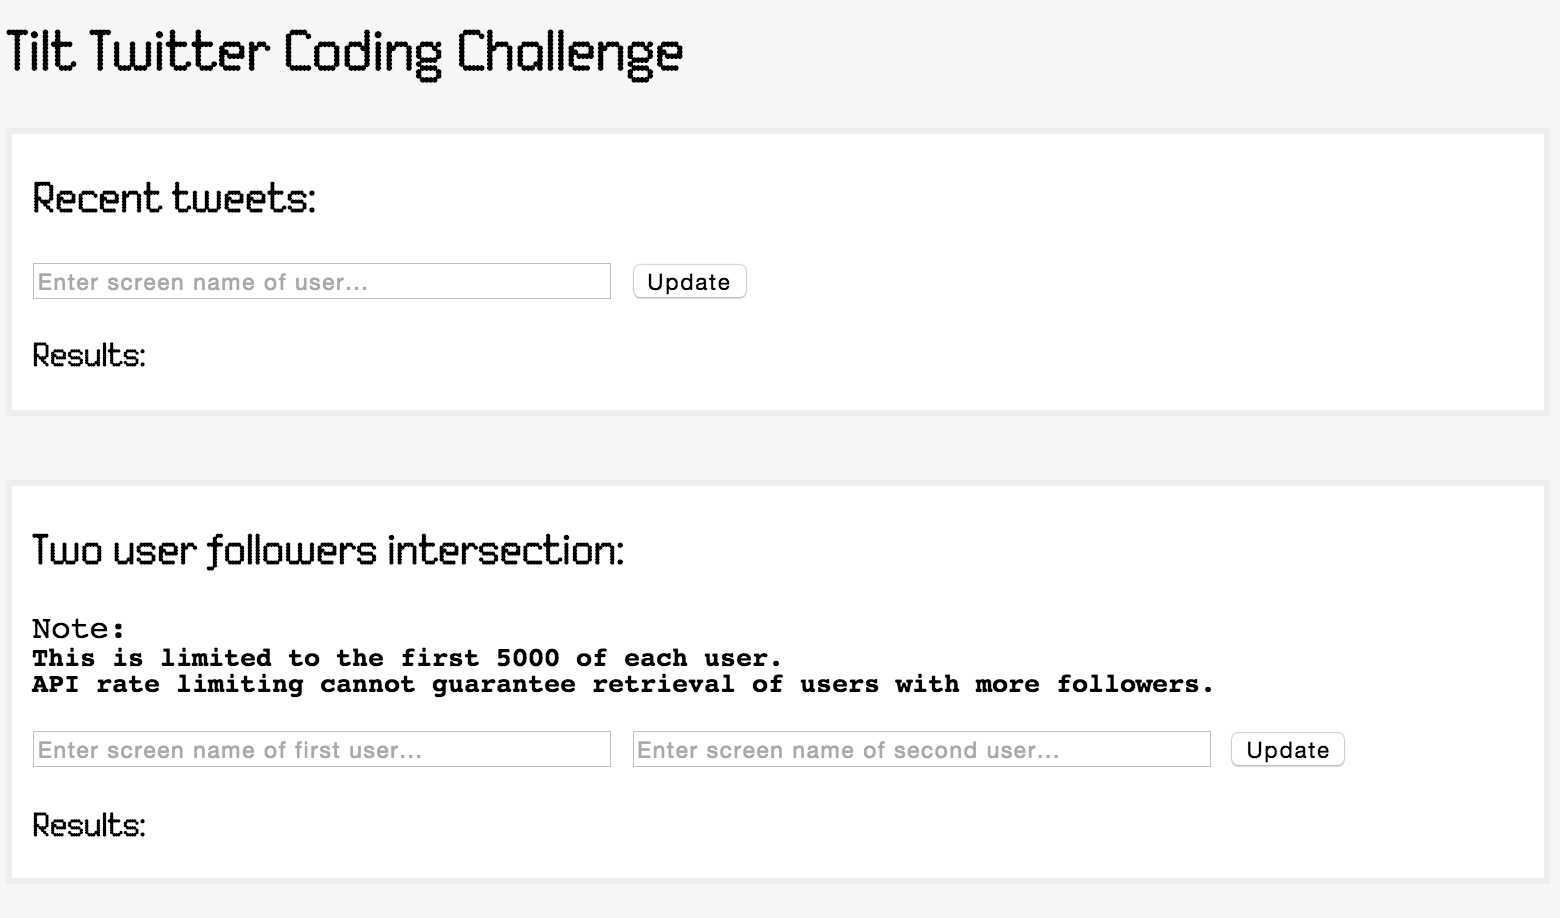 Tilt Twitter Coding Challenge
Recent tweets:
Enter screen name of user...
Update
Results:
Two user followers intersection:
Note:
This is limited to the first 5000 of each user.
API rate limiting cannot guarantee retrieval of users with more followers.
Enter screen name of first user... Enter screen name of second user... Update
Results: